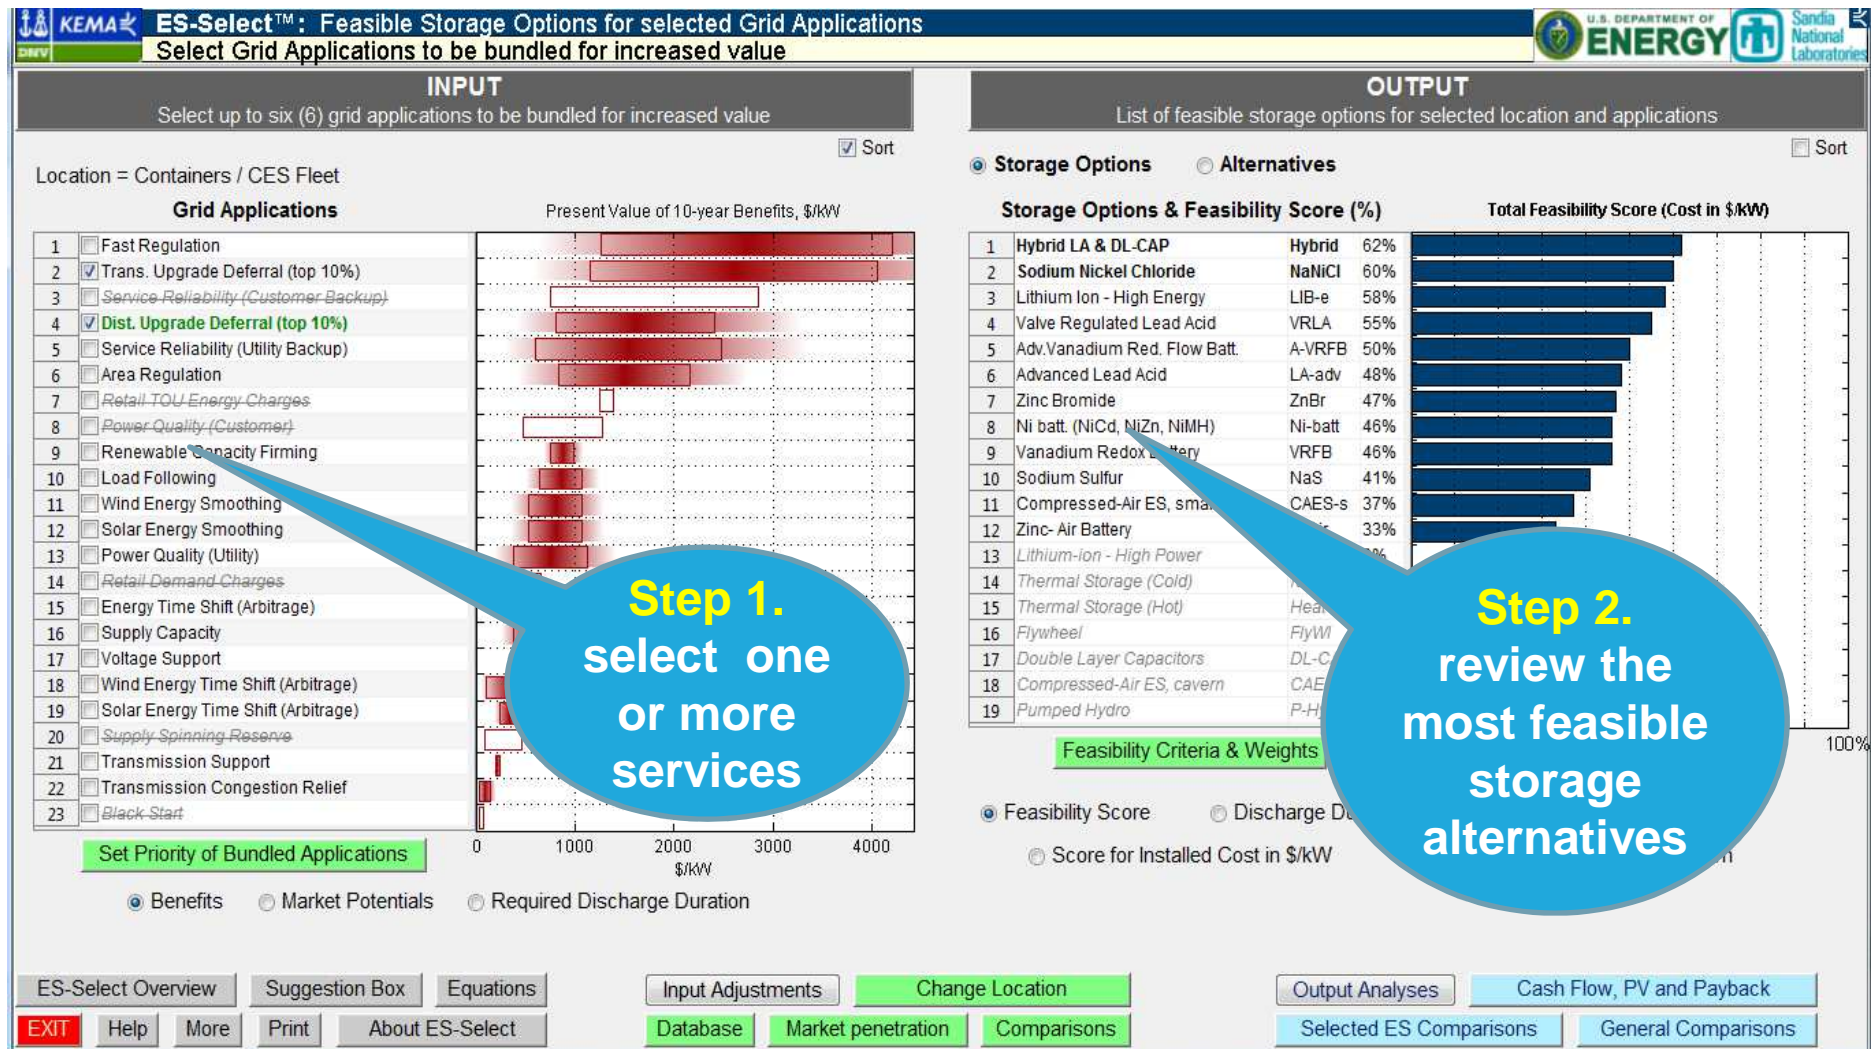 KEMA
DNV
ES-Select™: Feasible Storage Options for selected Grid Applications
Select Grid Applications to be bundled for increased value
U.S. DEPARTMENT OF
ENERGY
Sandia
National
Laboratories
INPUT
Select up to six (6) grid applications to be bundled for increased value
Sort
Location = Containers / CES Fleet
Grid Applications
Present Value of 10-year Benefits, $/kW
1 Fast Regulation
2 Trans. Upgrade Deferral (top 10%)
3 Service Reliability (Customer Backup)
4 Dist. Upgrade Deferral (top 10%)
5 Service Reliability (Utility Backup)
6 Area Regulation
7 Retail TOU Energy Charges
8 Power Quality (Customer)
9 Renewable Capacity Firming
10 Load Following
11 Wind Energy Smoothing
12 Solar Energy Smoothing
13 Power Quality (Utility)
14 Retail Demand Charges
15 Energy Time Shift (Arbitrage)
16 Supply Capacity
17 Voltage Support
18 Wind Energy Time Shift (Arbitrage)
19 Solar Energy Time Shift (Arbitrage)
20 Supply Spinning Reserve
21 Transmission Support
22 Transmission Congestion Relief
23 Black Start
0 1000 2000 3000 4000
$/kW
Set Priority of Bundled Applications
Benefits Market Potentials Required Discharge Duration
Step 1.
select one
or more
services
OUTPUT
List of feasible storage options for selected location and applications
Sort
Storage Options Alternatives
Storage Options & Feasibility Score (%)
Total Feasibility Score (Cost in $/kW)
1 Hybrid LA & DL-CAP Hybrid 62%
2 Sodium Nickel Chloride NaNiCl 60%
3 Lithium Ion - High Energy LIB-e 58%
4 Valve Regulated Lead Acid VRLA 55%
5 Adv.Vanadium Red. Flow Batt. A-VRFB 50%
6 Advanced Lead Acid LA-adv 48%
7 Zinc Bromide ZnBr 47%
8 Ni batt. (NiCd, NiZn, NiMH) Ni-batt 46%
9 Vanadium Redox Battery VRFB 46%
10 Sodium Sulfur NaS 41%
11 Compressed-Air ES, small CAES-s 37%
12 Zinc- Air Battery 33%
13 Lithium-ion - High Power
14 Thermal Storage (Cold)
15 Thermal Storage (Hot) Heat
16 Flywheel FlyWl
17 Double Layer Capacitors DL-C
18 Compressed-Air ES, cavern CAE
19 Pumped Hydro P-H
100%
Feasibility Criteria & Weights
Feasibility Score Discharge Du
Score for Installed Cost in $/kW
Step 2.
review the
most feasible
storage
alternatives
ES-Select Overview Suggestion Box Equations Input Adjustments Change Location Output Analyses Cash Flow, PV and Payback
EXIT Help More Print About ES-Select Database Market penetration Comparisons Selected ES Comparisons General Comparisons